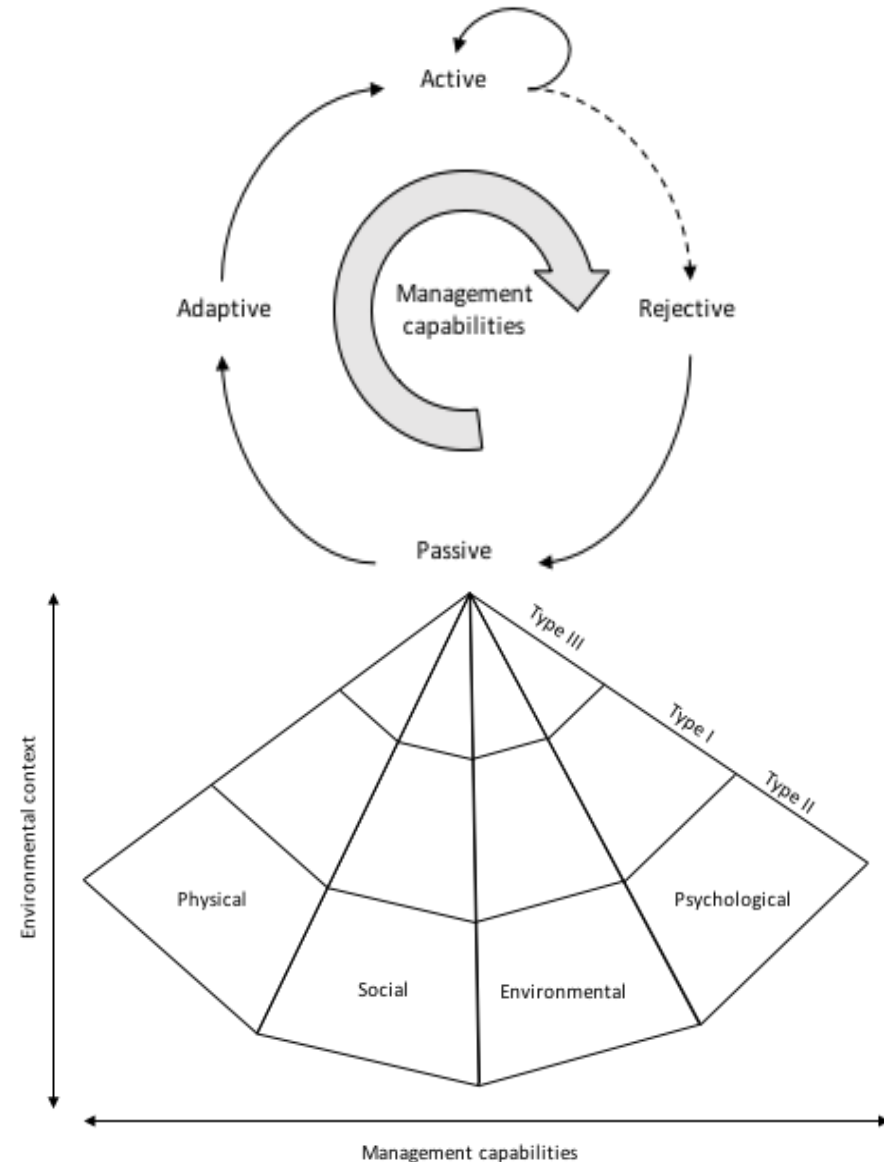 Active
Management
capabilities
Adaptive
Rejective
Passive
Type III
Type I
Type II
Environmental context
Physical
Psychological
Social
Environmental
Management capabilities